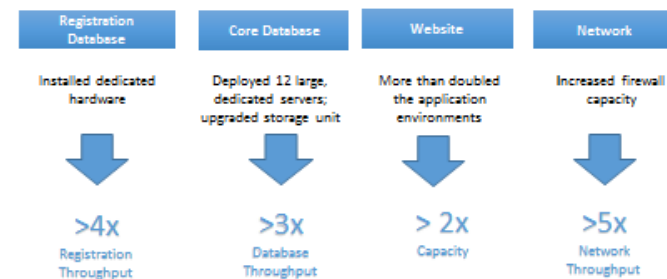 Registration
Database
Core Database
Website
Network
Installed dedicated
hardware
Deployed 12 large,
dedicated servers;
upgraded storage unit
More than doubled
the application
environments
Increased firewall
capacity
>4x
Registration
Throughput
>3x
Database
Throughput
> 2x
Capacity
>5x
Network
Throughput